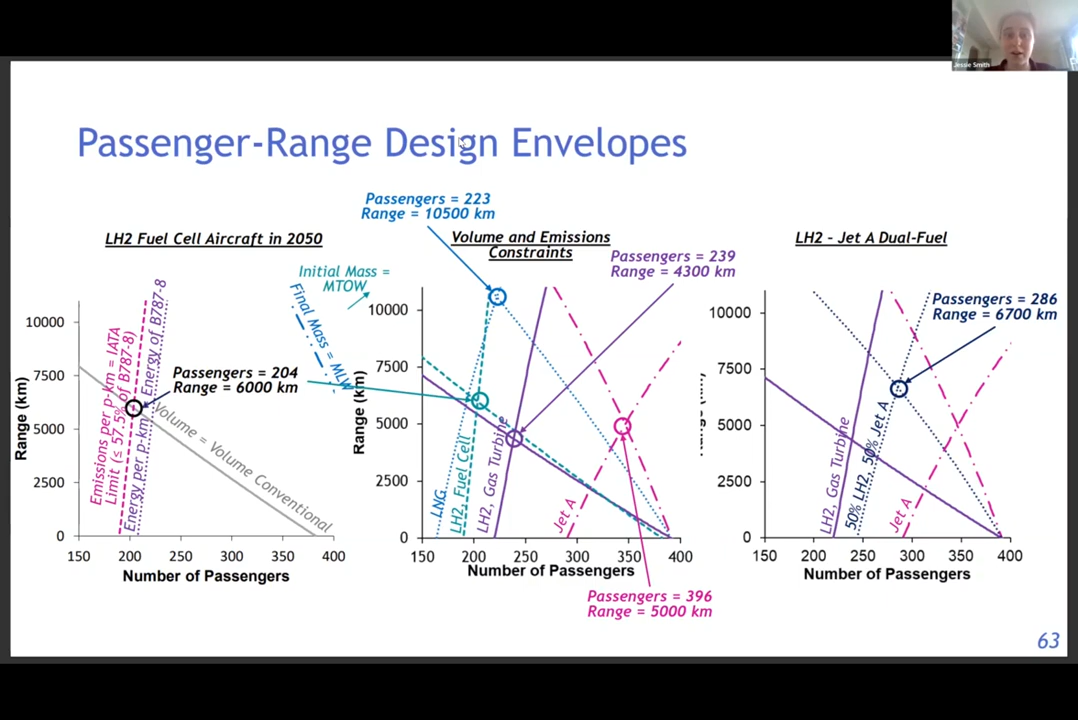 Jessie Smith
Passenger-Range Design Envelopes
LH2 Fuel Cell Aircraft in 2050
Emissions per p-km = IATA
Limit (≤ 57.5% of B787-8)
Energy per p-km = Energy of B787-8
Volume = Volume Conventional
Passengers = 204
Range = 6000 km
Initial Mass =
MTOW
Final Mass = MLW
Range (km)
10000
7500
5000
2500
0
150
200
250
300
350
400
Number of Passengers
Volume and Emissions
Constraints
Passengers = 223
Range = 10500 km
Passengers = 239
Range = 4300 km
Passengers = 396
Range = 5000 km
LNG
LH2, Fuel Cell
LH2, Gas Turbine
Jet A
Range (km)
10000
7500
5000
2500
0
150
200
250
300
350
400
Number of Passengers
LH2 - Jet A Dual-Fuel
Passengers = 286
Range = 6700 km
LH2, Gas Turbine
50% LH2, 50% Jet A
Jet A
10000
7500
5000
2500
0
150
200
250
300
350
400
Number of Passengers
63